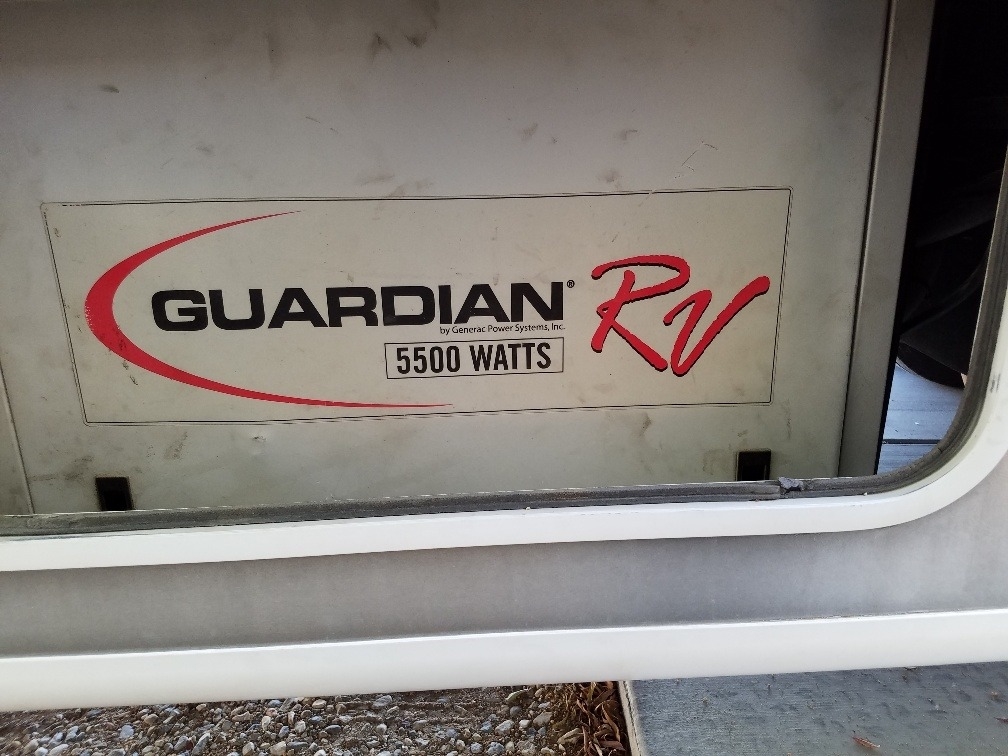 GUARDIAN® RV
by Generac Power Systems, Inc.
5500 WATTS